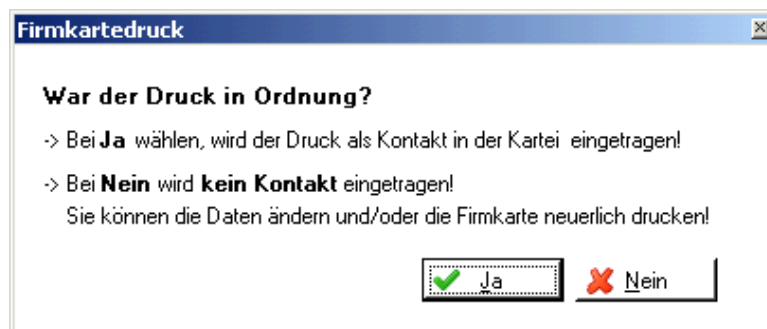 Firmkartedruck
War der Druck in Ordnung?
-> Bei Ja wählen, wird der Druck als Kontakt in der Kartei eingetragen!
-> Bei Nein wird kein Kontakt eingetragen!
Sie können die Daten ändern und/oder die Firmkarte neuerlich drucken!
Ja Nein